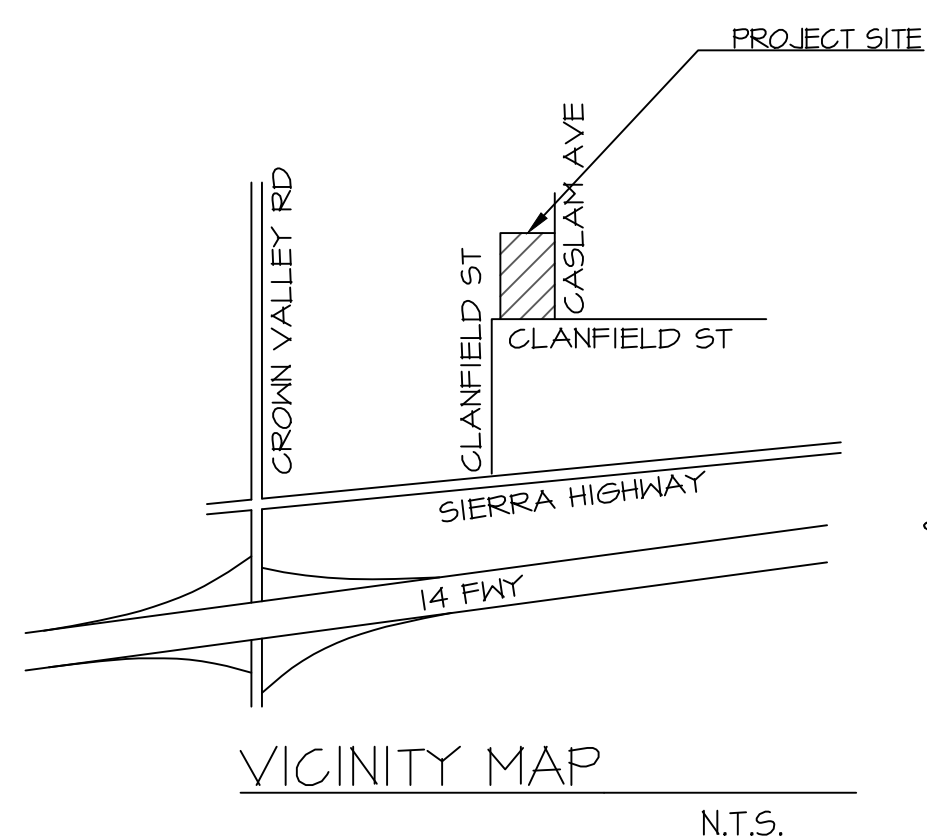 PROJECT SITE
CASLAM AVE
CROWN VALLEY RD
CLANFIELD ST
CLANFIELD ST
SIERRA HIGHWAY
14 FWY
VICINITY MAP
N.T.S.